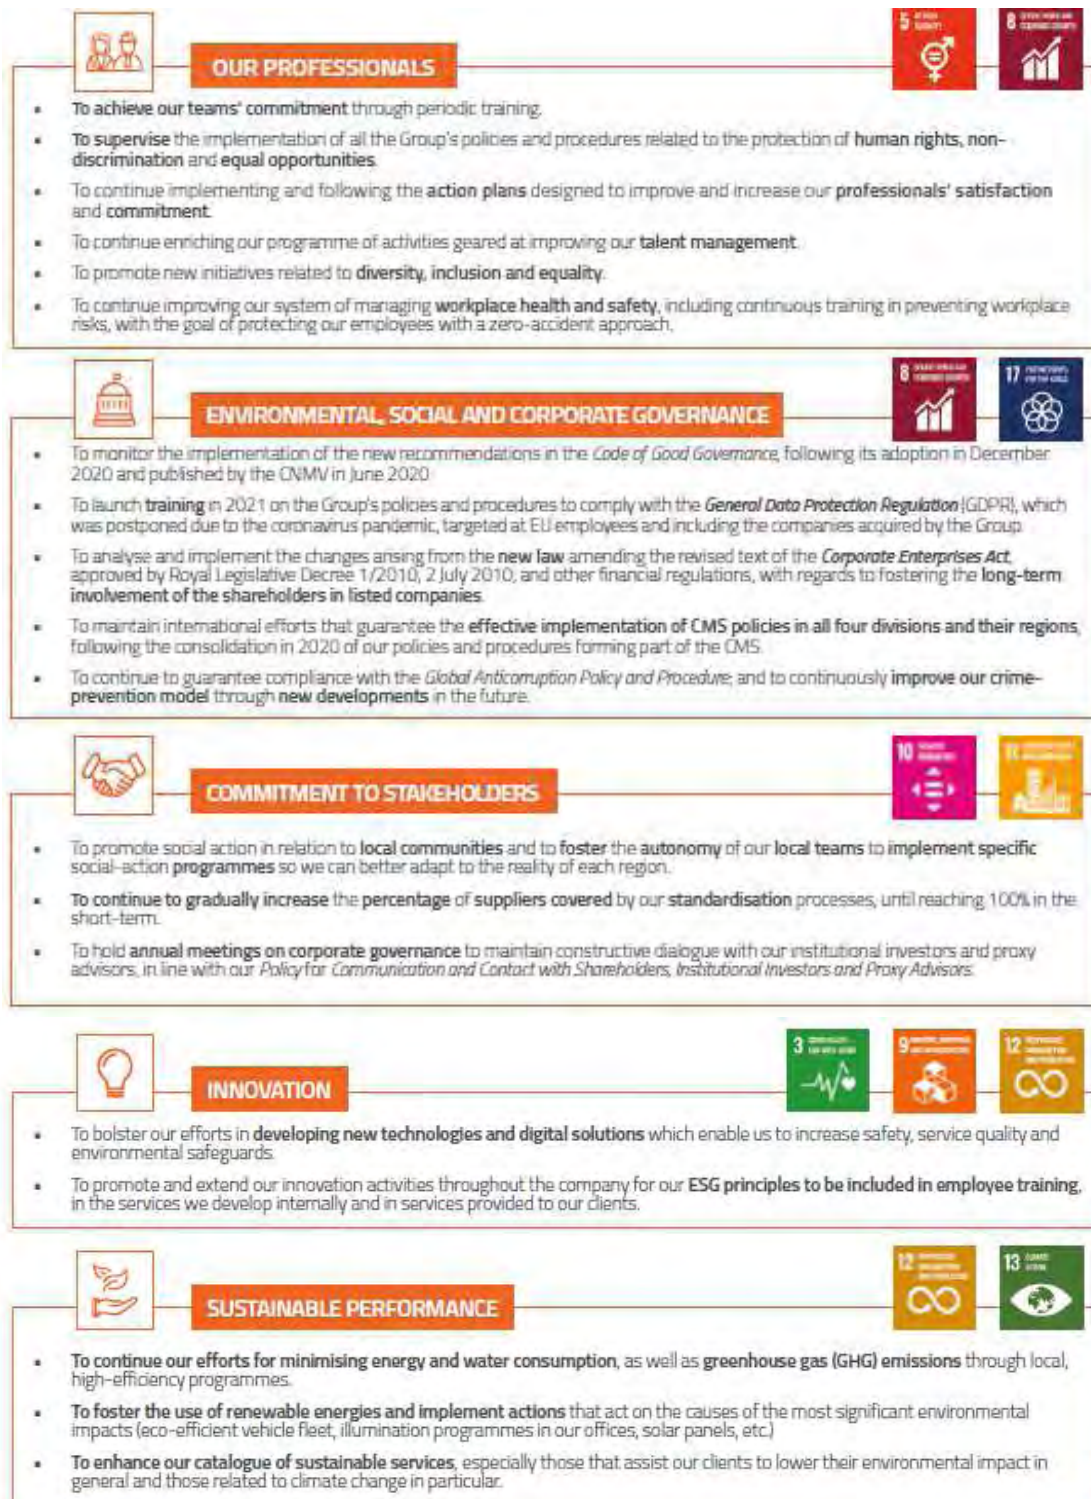 5
8
OUR PROFESSIONALS
▪ To achieve our teams' commitment through periodic training.
▪ To supervise the implementation of all the Group's policies and procedures related to the protection of human rights, non-
discrimination and equal opportunities.
▪ To continue implementing and following the action plans designed to improve and increase our professionals' satisfaction
and commitment.
▪ To continue enriching our programme of activities geared at improving our talent management.
▪ To promote new initiatives related to diversity, inclusion and equality.
▪ To continue improving our system of managing workplace health and safety, including continuous training in preventing workplace
risks, with the goal of protecting our employees with a zero-accident approach.
8
17
ENVIRONMENTAL, SOCIAL AND CORPORATE GOVERNANCE
▪ To monitor the implementation of the new recommendations in the Code of Good Governance, following its adoption in December
2020 and published by the CNMV in June 2020
▪ To launch training in 2021 on the Group's policies and procedures to comply with the General Data Protection Regulation (GDPR), which
was postponed due to the coronavirus pandemic, targeted at EU employees and including the companies acquired by the Group.
▪ To analyse and implement the changes arising from the new law amending the revised text of the Corporate Enterprises Act,
approved by Royal Legislative Decree 1/2010, 2 July 2010, and other financial regulations, with regards to fostering the long-term
involvement of the shareholders in listed companies.
▪ To maintain international efforts that guarantee the effective implementation of CMS policies in all four divisions and their regions,
following the consolidation in 2020 of our policies and procedures forming part of the CMS.
▪ To continue to guarantee compliance with the Global Anticorruption Policy and Procedure, and to continuously improve our crime-
prevention model through new developments in the future.
10
11
COMMITMENT TO STAKEHOLDERS
▪ To promote social action in relation to local communities and to foster the autonomy of our local teams to implement specific
social-action programmes so we can better adapt to the reality of each region.
▪ To continue to gradually increase the percentage of suppliers covered by our standardisation processes, until reaching 100% in the
short-term.
▪ To hold annual meetings on corporate governance to maintain constructive dialogue with our institutional investors and proxy
advisors, in line with our Policy for Communication and Contact with Shareholders, Institutional Investors and Proxy Advisors.
3
9
12
INNOVATION
▪ To bolster our efforts in developing new technologies and digital solutions which enable us to increase safety, service quality and
environmental safeguards.
▪ To promote and extend our innovation activities throughout the company for our ESG principles to be included in employee training,
in the services we develop internally and in services provided to our clients.
12
13 CLIMATE
ACTION
SUSTAINABLE PERFORMANCE
▪ To continue our efforts for minimising energy and water consumption, as well as greenhouse gas (GHG) emissions through local,
high-efficiency programmes.
▪ To foster the use of renewable energies and implement actions that act on the causes of the most significant environmental
impacts (eco-efficient vehicle fleet, illumination programmes in our offices, solar panels, etc.)
▪ To enhance our catalogue of sustainable services, especially those that assist our clients to lower their environmental impact in
general and those related to climate change in particular.